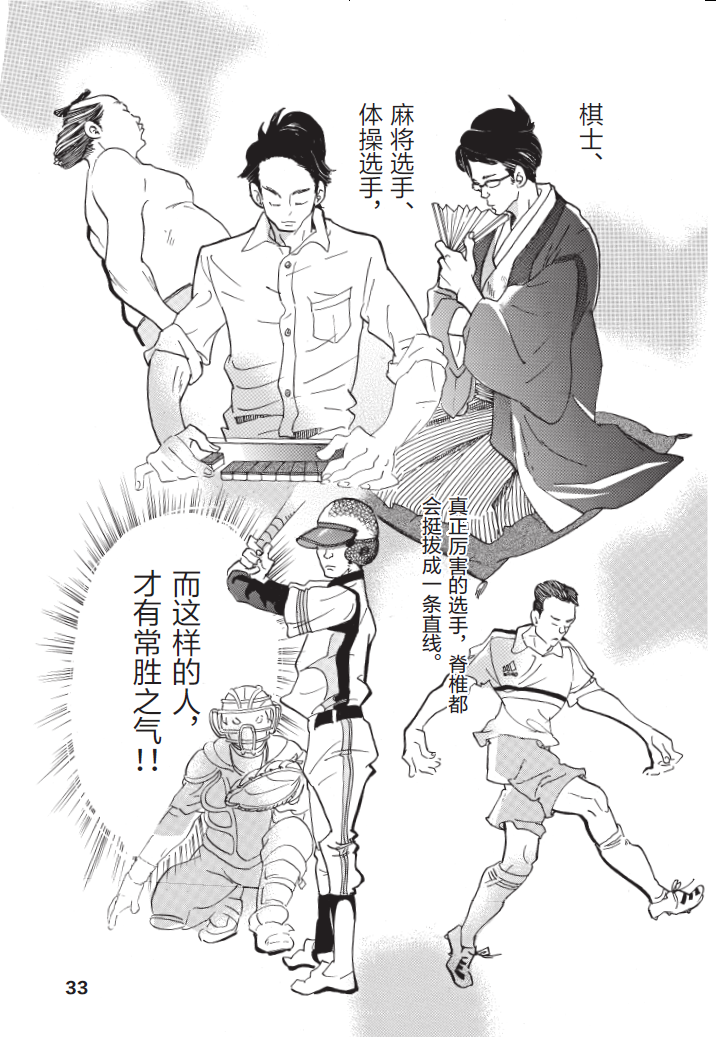 棋士、
麻将选手、
体操选手，
真正厉害的选手，脊椎都
会挺拔成一条直线。
而这样的人，
才有常胜之气！！
33